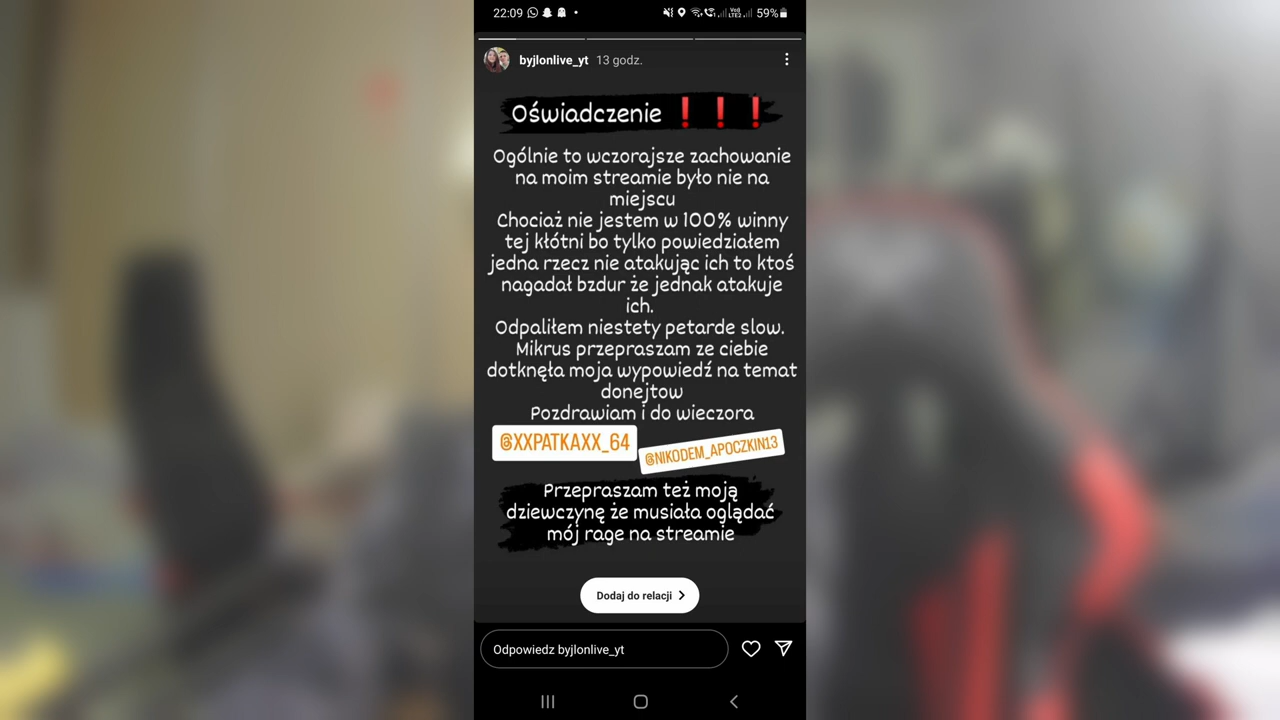 22:09
Vo) LTE2 59%
byjlonlive_yt 13 godz.
Oświadczenie ❗❗❗
Ogólnie to wczorajsze zachowanie
na moim streamie było nie na
miejscu
Chociaż nie jestem w 100% winny
tej kłótni bo tylko powiedziałem
jedna rzecz nie atakując ich to ktoś
nagadał bzdur że jednak atakuje
ich.
Odpaliłem niestety petarde slow.
Mikrus przepraszam ze ciebie
dotknęła moja wypowiedź na temat
donejtow
Pozdrawiam i do wieczora
@XXPATKAXX_64
@NIKODEM_APOCZKIN13
Przepraszam też moją
dziewczynę że musiała oglądać
mój rage na streamie
Dodaj do relacji
Odpowiedz byjlonlive_yt